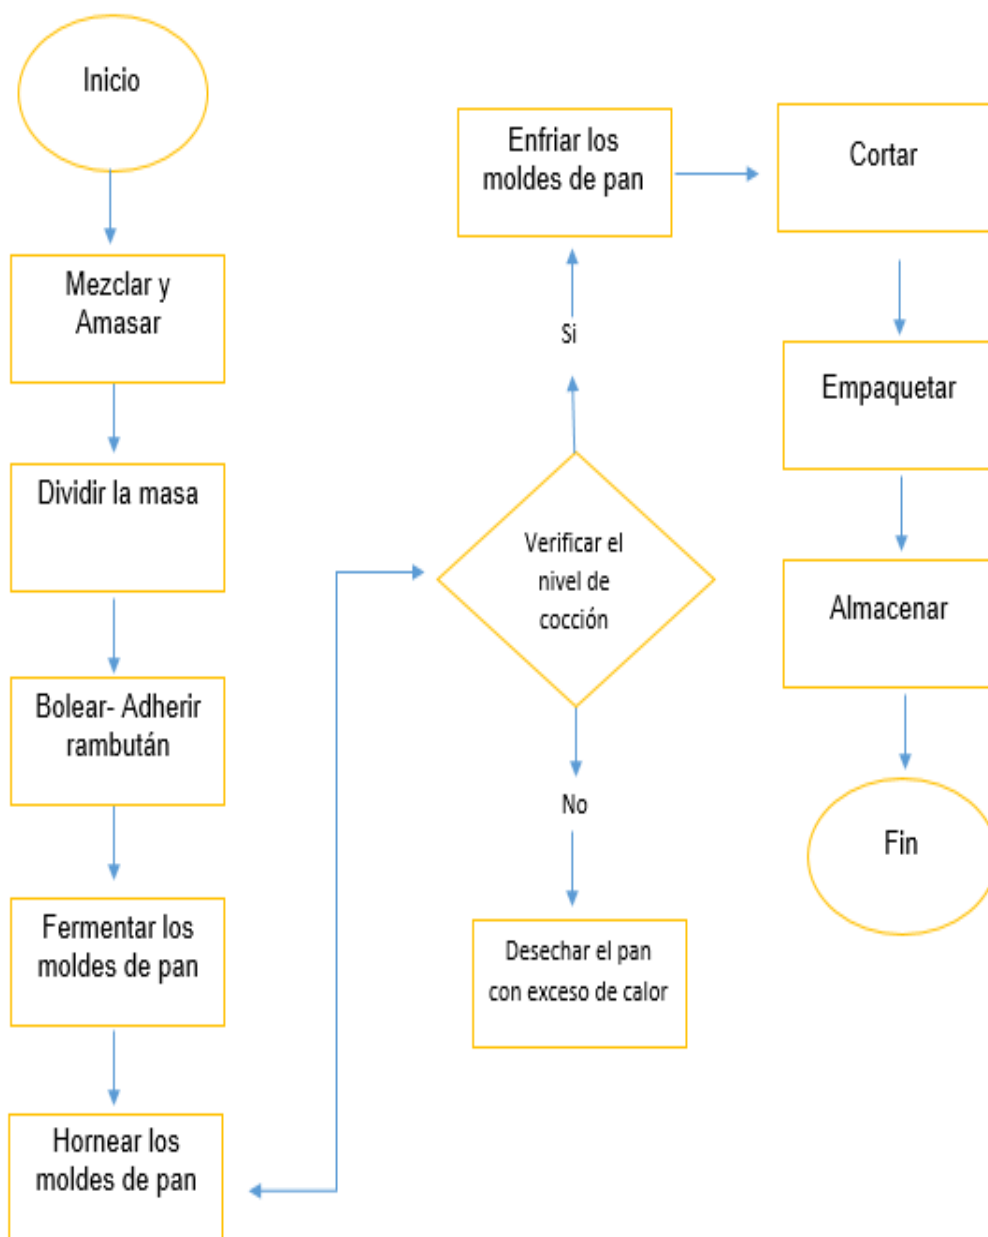 Inicio
Mezclar y
Amasar
Dividir la masa
Bolear- Adherir
rambután
Fermentar los
moldes de pan
Hornear los
moldes de pan
Verificar el
nivel de
cocción
Si
No
Desechar el pan
con exceso de calor
Enfriar los
moldes de pan
Cortar
Empaquetar
Almacenar
Fin